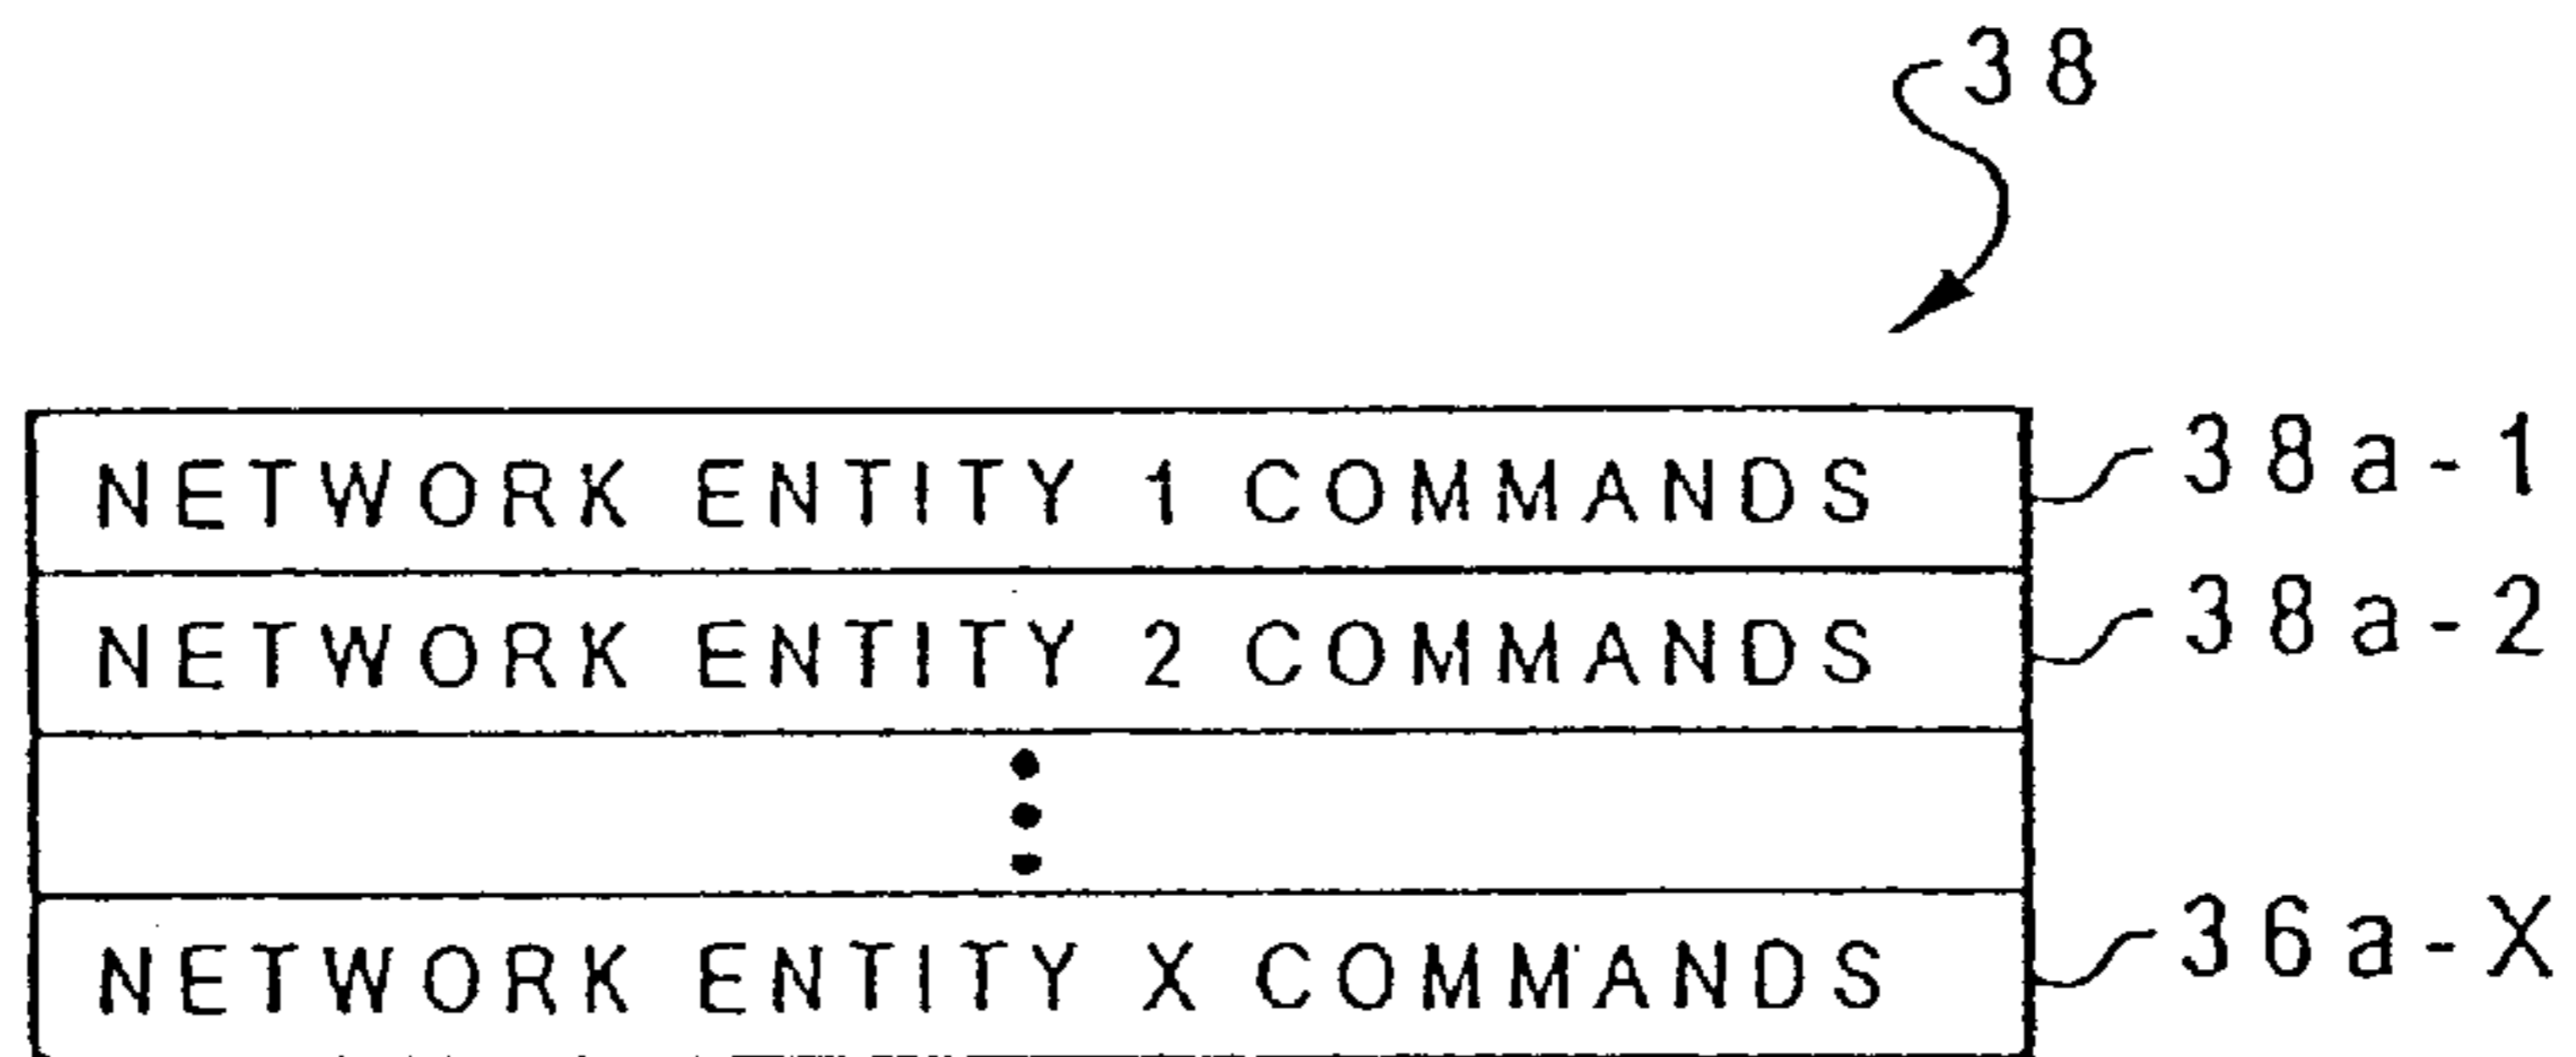 38
NETWORK ENTITY 1 COMMANDS 38a-1
NETWORK ENTITY 2 COMMANDS 38a-2
NETWORK ENTITY X COMMANDS 36a-X